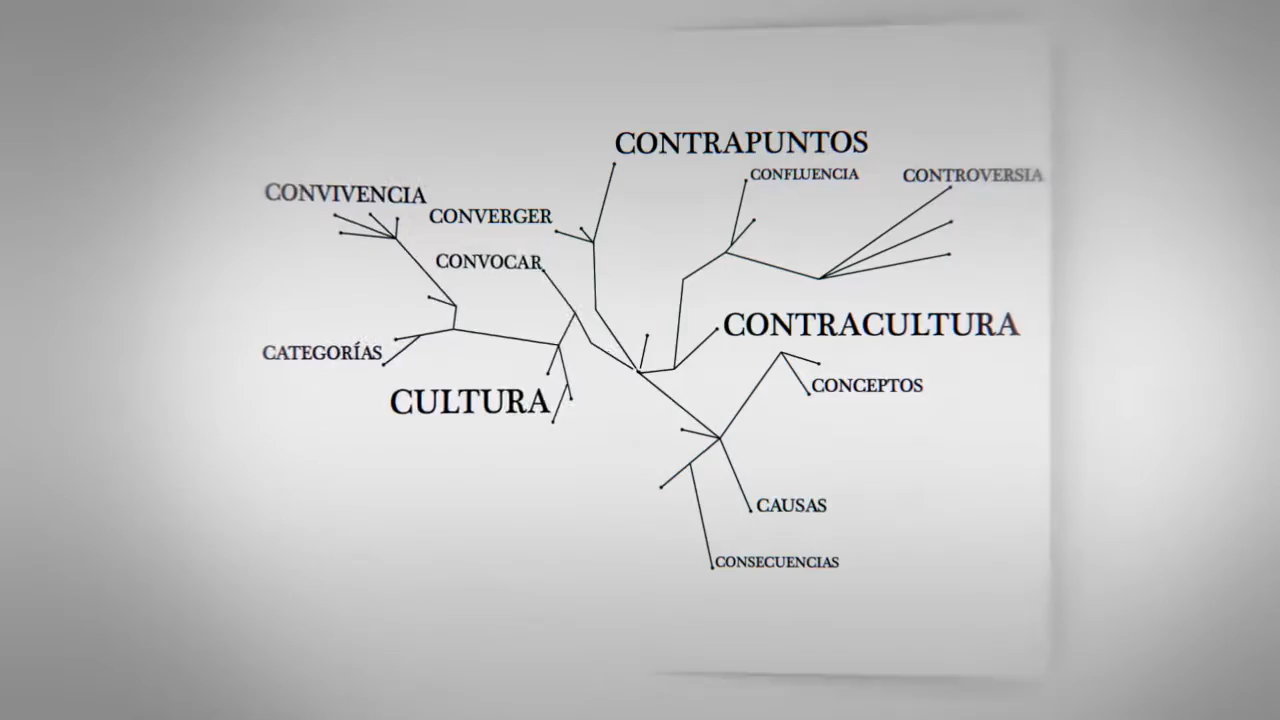 CONTRAPUNTOS
CONFLUENCIA
CONTROVERSIA
CONVIVENCIA
CONVERGER
CONVOCAR
CONTRACULTURA
CATEGORÍAS
CONCEPTOS
CULTURA
CAUSAS
CONSECUENCIAS